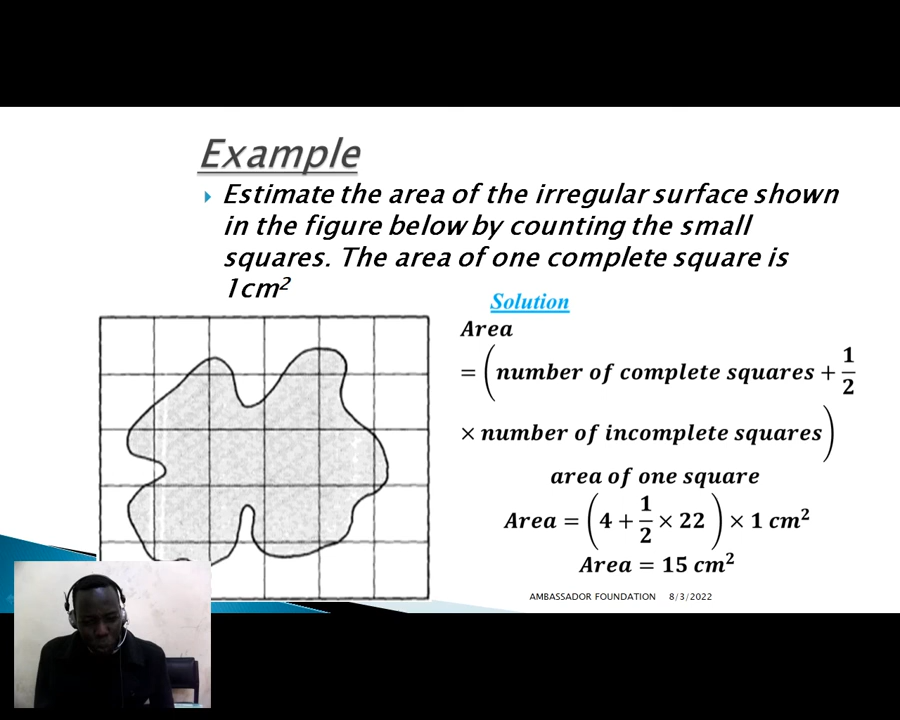 Example
Estimate the area of the irregular surface shown
in the figure below by counting the small
squares. The area of one complete square is
1cm²
Solution
Area
= (number of complete squares + 1/2
× number of incomplete squares)
area of one square
Area = (4 + 1/2 × 22) × 1 cm²
Area = 15 cm²
AMBASSADOR FOUNDATION 8/3/2022